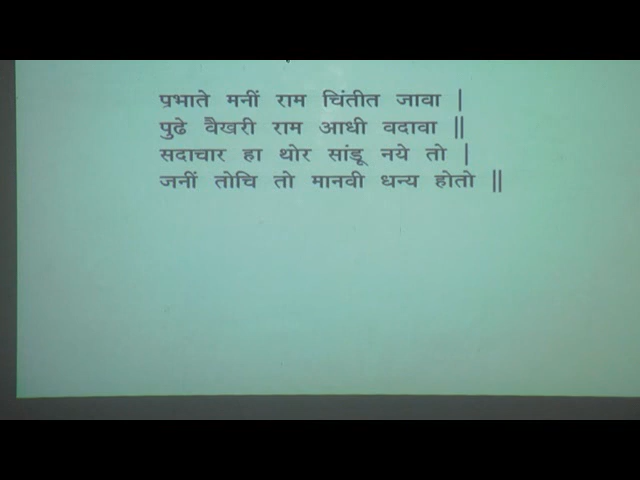 प्रभाते मनीं राम चिंतीत जावा |
पुढे वैखरी राम आधी वदावा ||
सदाचार हा थोर सांडू नये तो |
जनीं तोचि तो मानवी धन्य होतो ||